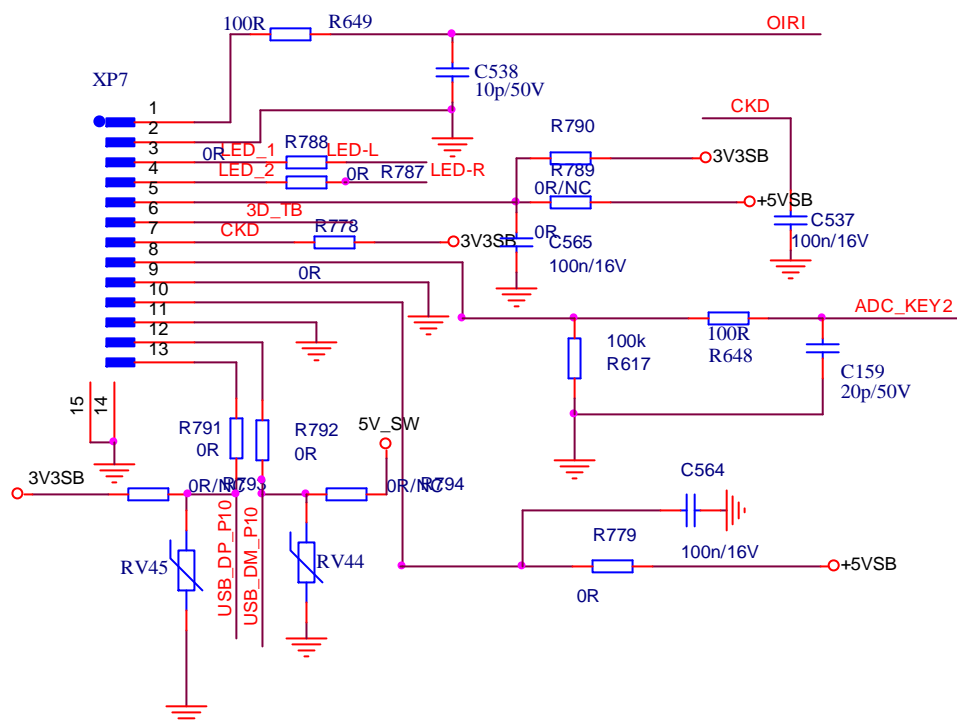 100R R649 OIRI
XP7
C538
10p/50V
1
2
3
4
5
6
7
8
9
10
11
12
13
15
14
LED_1 R788 LED-L
0R
LED_2 0R R787 LED-R
3D_TB
CKD R778 3V3SB
0R
R790
3V3SB
R789
0R/NC
+5VSB
0R
C565
100n/16V
CKD
C537
100n/16V
ADC_KEY2
100k
R617
100R
R648
C159
20p/50V
R791
0R
R792
0R
5V_SW
3V3SB
0R/NC R793
0R/NC R794
RV45
USB_DP_P10
USB_DM_P10
RV44
C564
100n/16V
R779
0R
+5VSB